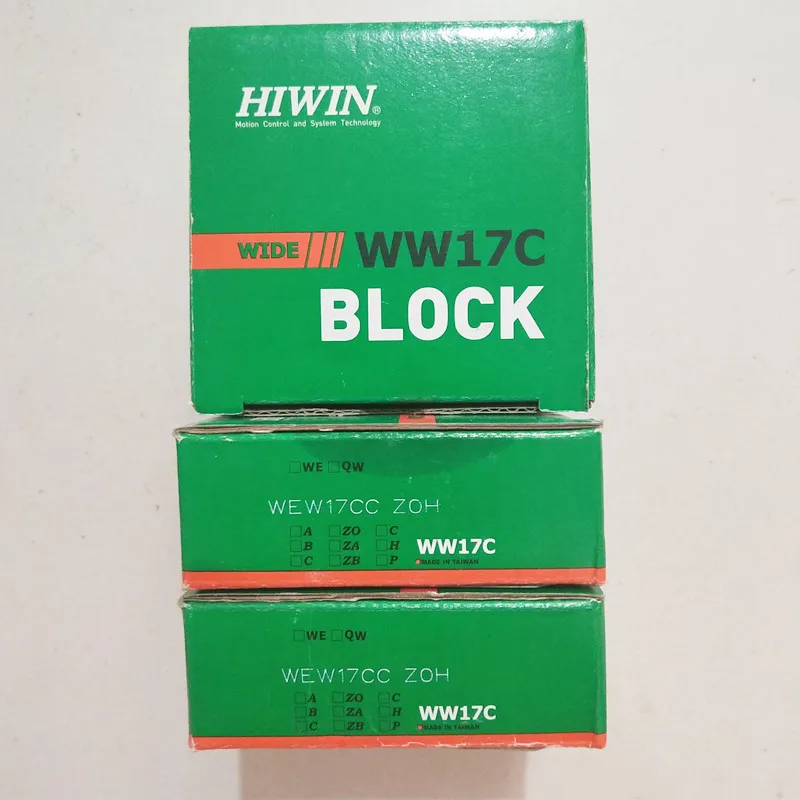 HIWIN®
Motion Control and System Technology
WIDE WW17C
BLOCK
WE QW
WEW17CC ZOH
A ZO C
B ZA H
C ZB P
WW17C
MADE IN TAIWAN
WE QW
WEW17CC ZOH
A ZO C
B ZA H
C ZB P
WW17C
MADE IN TAIWAN